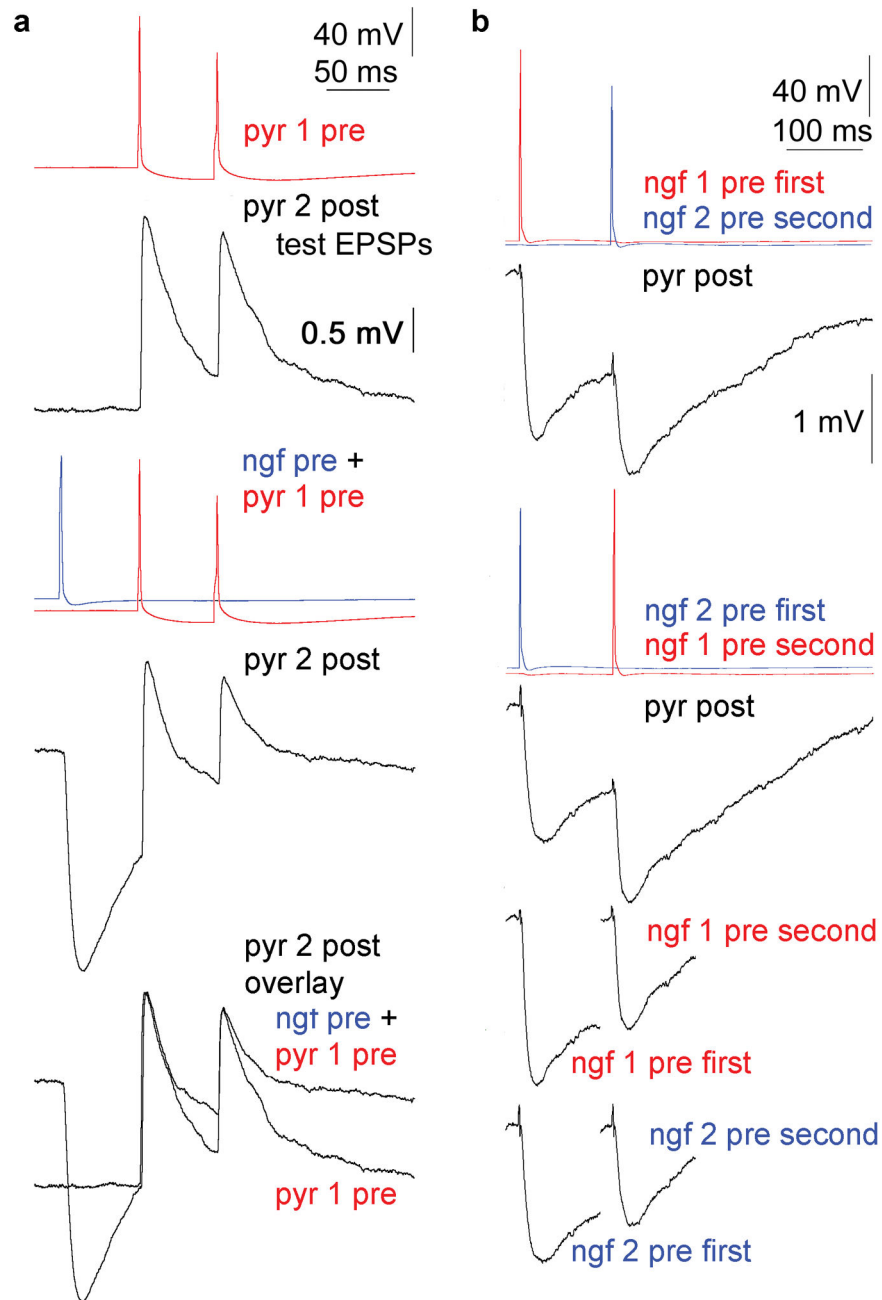 a
40 mV
50 ms
pyr 1 pre
pyr 2 post
test EPSPs
0.5 mV
ngf pre +
pyr 1 pre
pyr 2 post
pyr 2 post
overlay
ngf pre +
pyr 1 pre
pyr 1 pre
b
40 mV
100 ms
ngf 1 pre first
ngf 2 pre second
pyr post
1 mV
ngf 2 pre first
ngf 1 pre second
pyr post
ngf 1 pre second
ngf 1 pre first
ngf 2 pre second
ngf 2 pre first